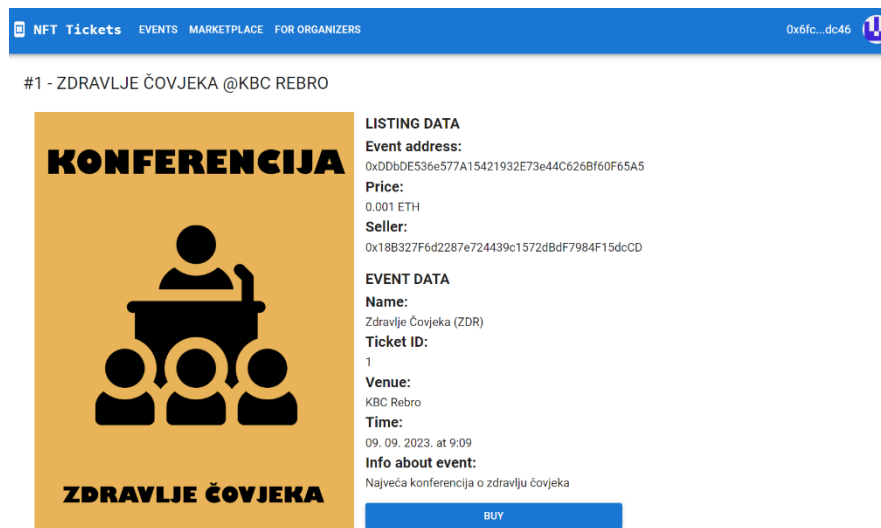 NFT Tickets EVENTS MARKETPLACE FOR ORGANIZERS 0x6fc...dc46
#1 - ZDRAVLJE ČOVJEKA @KBC REBRO
KONFERENCIJA
ZDRAVLJE ČOVJEKA
LISTING DATA
Event address:
0xDDbDE536e577A15421932E73e44C626Bf60F65A5
Price:
0.001 ETH
Seller:
0x18B327F6d2287e724439c1572dBdF7984F15dcCD
EVENT DATA
Name:
Zdravlje Čovjeka (ZDR)
Ticket ID:
1
Venue:
KBC Rebro
Time:
09. 09. 2023. at 9:09
Info about event:
Najveća konferencija o zdravlju čovjeka
BUY